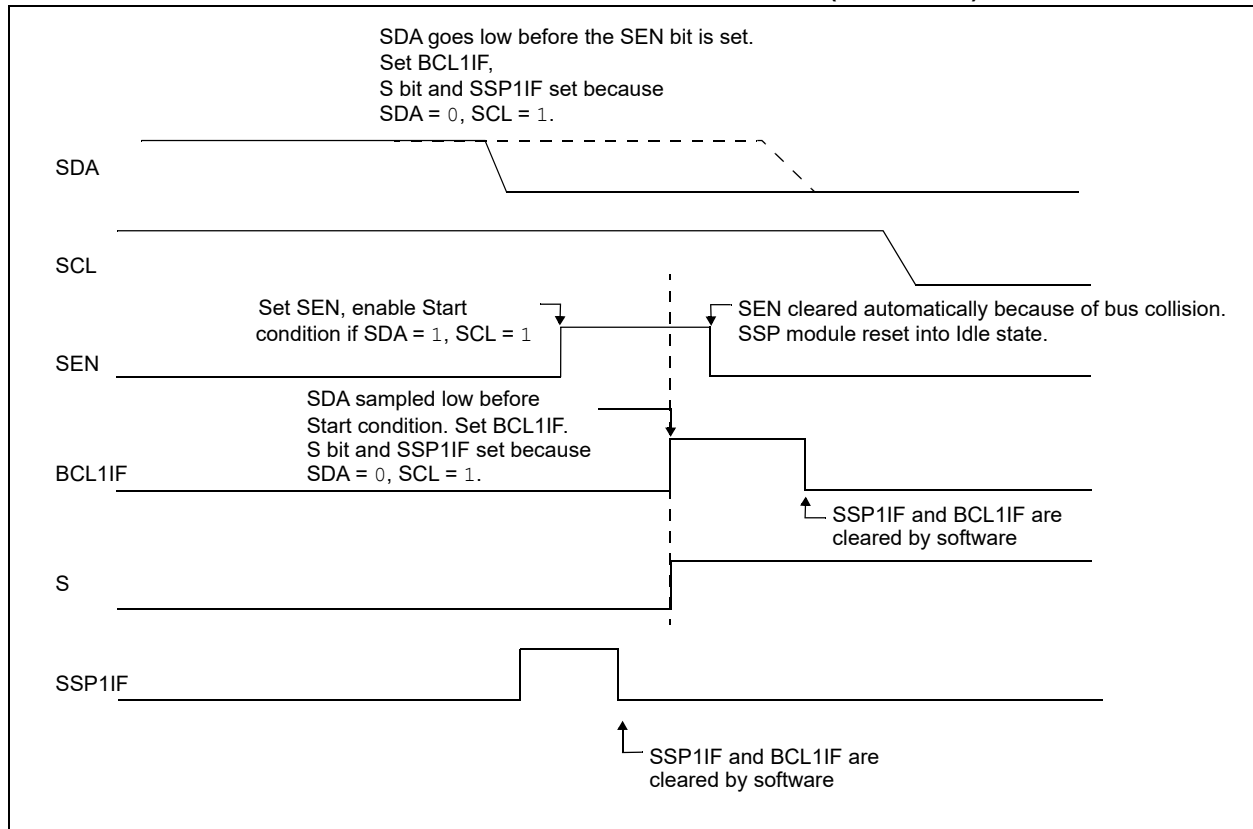 SDA goes low before the SEN bit is set.
Set BCL1IF,
S bit and SSP1IF set because
SDA = 0, SCL = 1.
SDA
SCL
Set SEN, enable Start
condition if SDA = 1, SCL = 1
SEN cleared automatically because of bus collision.
SSP module reset into Idle state.
SEN
SDA sampled low before
Start condition. Set BCL1IF.
S bit and SSP1IF set because
SDA = 0, SCL = 1.
BCL1IF
SSP1IF and BCL1IF are
cleared by software
S
SSP1IF
SSP1IF and BCL1IF are
cleared by software